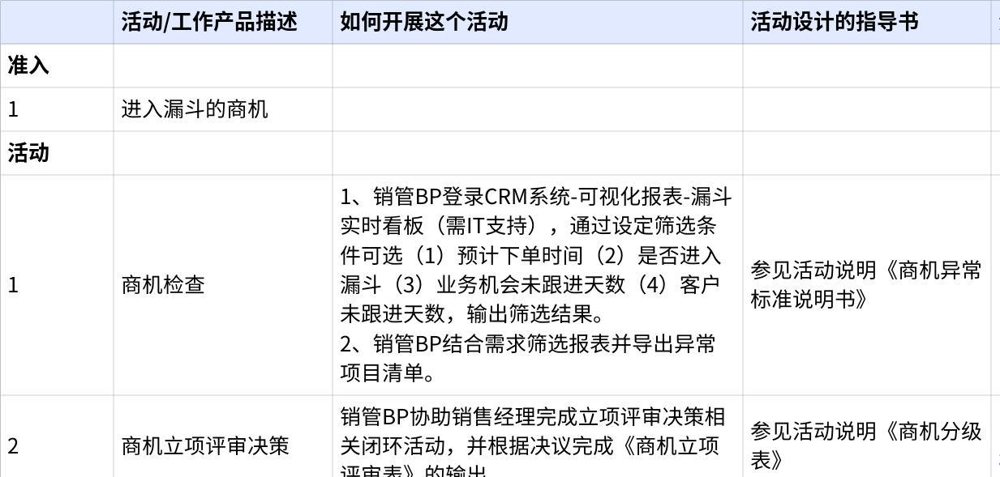 活动/工作产品描述
如何开展这个活动
活动设计的指导书
准入
1
进入漏斗的商机
活动
1
商机检查
1、销管BP登录CRM系统-可视化报表-漏斗
实时看板（需IT支持），通过设定筛选条
件可选（1）预计下单时间（2）是否进入
漏斗（3）业务机会未跟进天数（4）客户
未跟进天数，输出筛选结果。
2、销管BP结合需求筛选报表并导出异常
项目清单。
参见活动说明《商机异常
标准说明书》
2
商机立项评审决策
销管BP协助销售经理完成立项评审决策相
关闭环活动，并根据决议完成《商机立项
评审表》的输出
参见活动说明《商机分级
表》